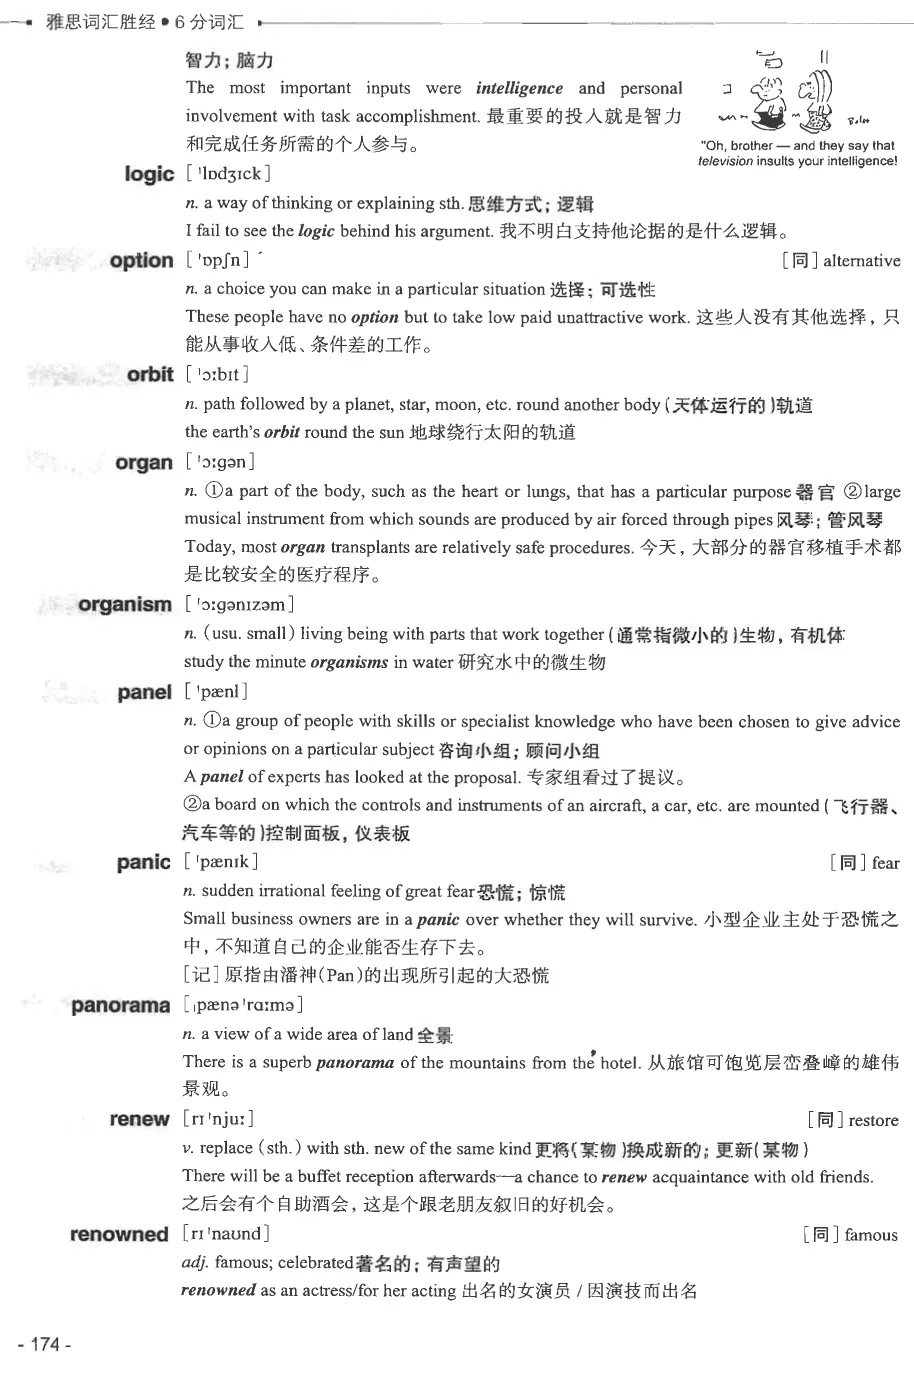 雅思词汇胜经•6分词汇
智力；脑力
The most important inputs were intelligence and personal
involvement with task accomplishment. 最重要的投入就是智力
和完成任务所需的个人参与。
"Oh, brother — and they say that
television insults your intelligence!
logic [ˈlɒdʒɪck]
n. a way of thinking or explaining sth. 思维方式；逻辑
I fail to see the logic behind his argument. 我不明白支持他论据的是什么逻辑。
option [ˈɒpʃn] [同] alternative
n. a choice you can make in a particular situation 选择；可选性
These people have no option but to take low paid unattractive work. 这些人没有其他选择，只
能从事收入低、条件差的工作。
orbit [ˈɔːbɪt]
n. path followed by a planet, star, moon, etc. round another body (天体运行的)轨道
the earth's orbit round the sun 地球绕行太阳的轨道
organ [ˈɔːgən]
n. ①a part of the body, such as the heart or lungs, that has a particular purpose 器官 ②large
musical instrument from which sounds are produced by air forced through pipes 风琴；管风琴
Today, most organ transplants are relatively safe procedures. 今天，大部分的器官移植手术都
是比较安全的医疗程序。
organism [ˈɔːgənɪzəm]
n. (usu. small) living being with parts that work together (通常指微小的)生物，有机体
study the minute organisms in water 研究水中的微生物
panel [ˈpænl]
n. ①a group of people with skills or specialist knowledge who have been chosen to give advice
or opinions on a particular subject 咨询小组；顾问小组
A panel of experts has looked at the proposal. 专家组看过了提议。
②a board on which the controls and instruments of an aircraft, a car, etc. are mounted (飞行器、
汽车等的)控制面板，仪表板
panic [ˈpænɪk] [同] fear
n. sudden irrational feeling of great fear恐慌；惊慌
Small business owners are in a panic over whether they will survive. 小型企业主处于恐慌之
中，不知道自己的企业能否生存下去。
[记] 原指由潘神(Pan)的出现所引起的大恐慌
panorama [ˌpænəˈrɑːmə]
n. a view of a wide area of land 全景
There is a superb panorama of the mountains from the hotel. 从旅馆可饱览层峦叠嶂的雄伟
景观。
renew [rɪˈnjuː] [同] restore
v. replace (sth.) with sth. new of the same kind 更将(某物)换成新的；更新(某物)
There will be a buffet reception afterwards—a chance to renew acquaintance with old friends.
之后会有个自助酒会，这是个跟老朋友叙旧的好机会。
renowned [rɪˈnaʊnd] [同] famous
adj. famous; celebrated著名的；有声望的
renowned as an actress/for her acting 出名的女演员 / 因演技而出名
- 174 -